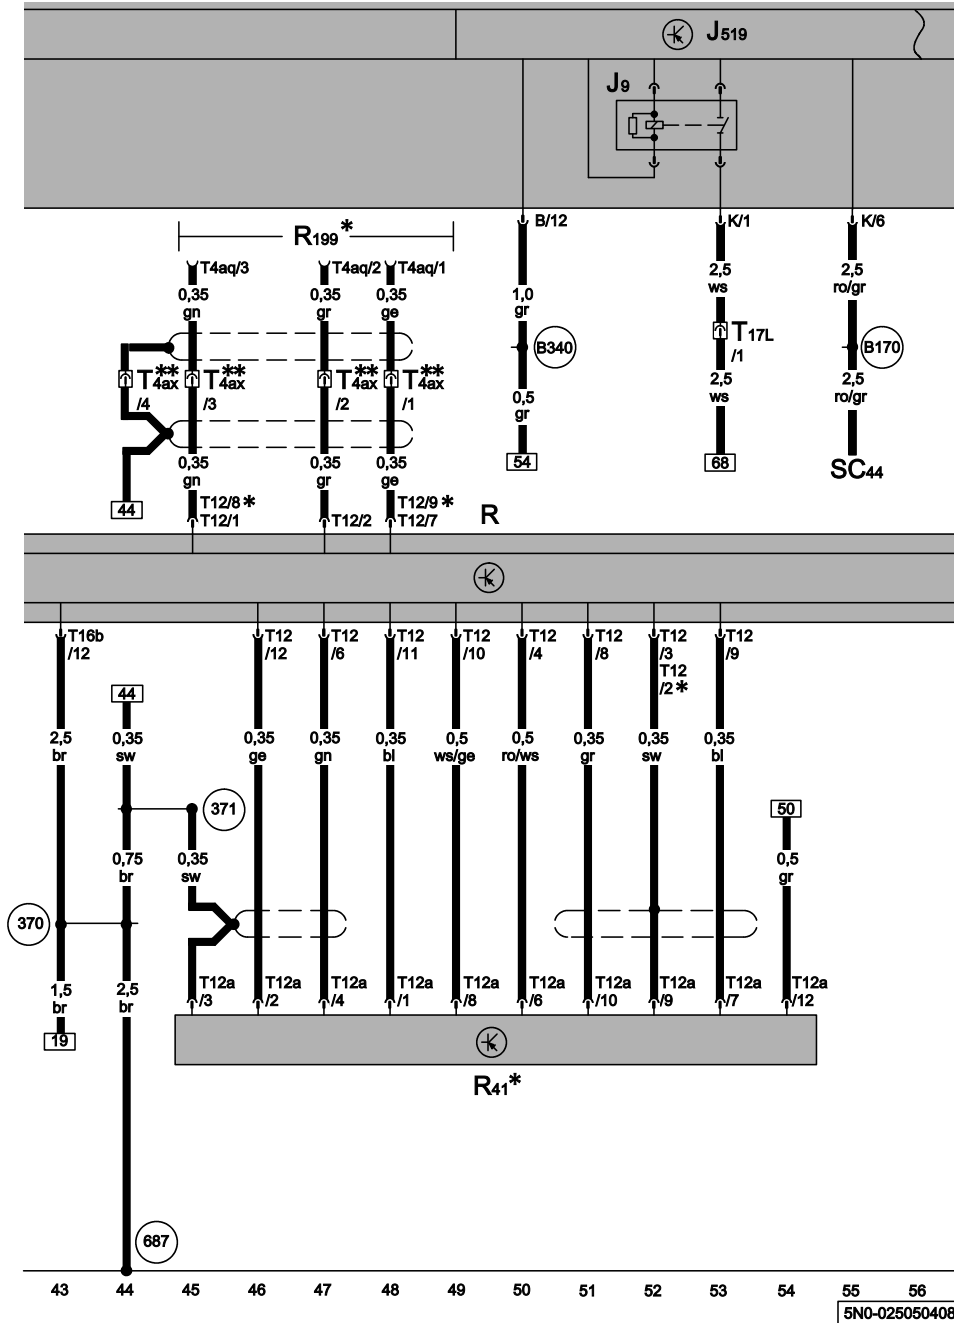 J519
J9
B/12
K/1
K/6
R199*
T4aq/3
T4aq/2
T4aq/1
0,35
gn
0,35
gr
0,35
ge
1,0
gr
2,5
ws
2,5
ro/gr
B340
T17L
/1
B170
T4ax**
/4
T4ax**
/3
T4ax**
/2
T4ax**
/1
0,5
gr
2,5
ws
2,5
ro/gr
54
68
SC44
0,35
gn
0,35
gr
0,35
ge
44
T12/8*
T12/1
T12/2
T12/9*
T12/7
R
T16b
/12
T12
/12
T12
/6
T12
/11
T12
/10
T12
/4
T12
/8
T12
/3
T12
/2*
T12
/9
44
2,5
br
0,35
sw
0,35
ge
0,35
gn
0,35
bl
0,5
ws/ge
0,5
ro/ws
0,35
gr
0,35
sw
0,35
bl
371
50
0,75
br
0,35
sw
0,5
gr
370
1,5
br
2,5
br
T12a
/3
T12a
/2
T12a
/4
T12a
/1
T12a
/8
T12a
/6
T12a
/10
T12a
/9
T12a
/7
T12a
/12
19
R41*
687
43 44 45 46 47 48 49 50 51 52 53 54 55 56
5N0-025050408